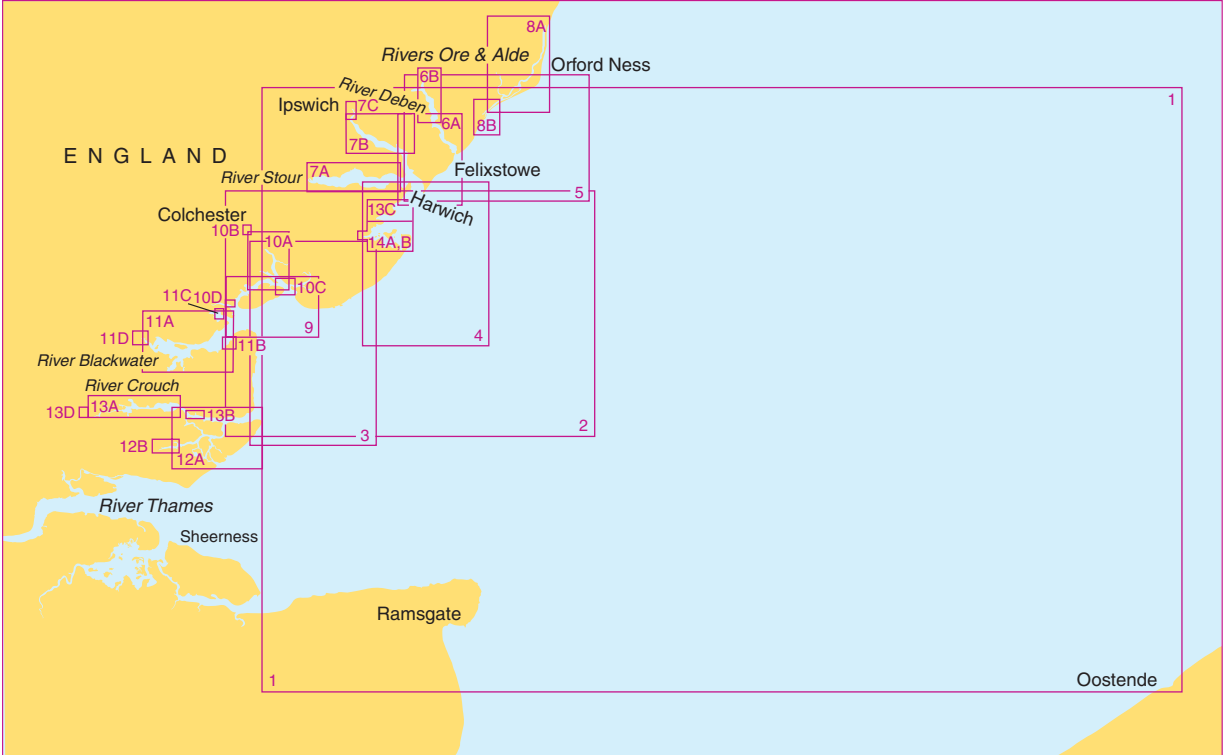 8A
Rivers Ore & Alde
Orford Ness
6B
River Deben
1
Ipswich
7C
6A
8B
7B
ENGLAND
7A
Felixstowe
River Stour
5
Harwich
13C
Colchester
10B
10A
14A,B
10C
11C
10D
11A
9
4
11D
11B
River Blackwater
River Crouch
13D
13A
13B
2
3
12B
12A
River Thames
Sheerness
Ramsgate
1
Oostende